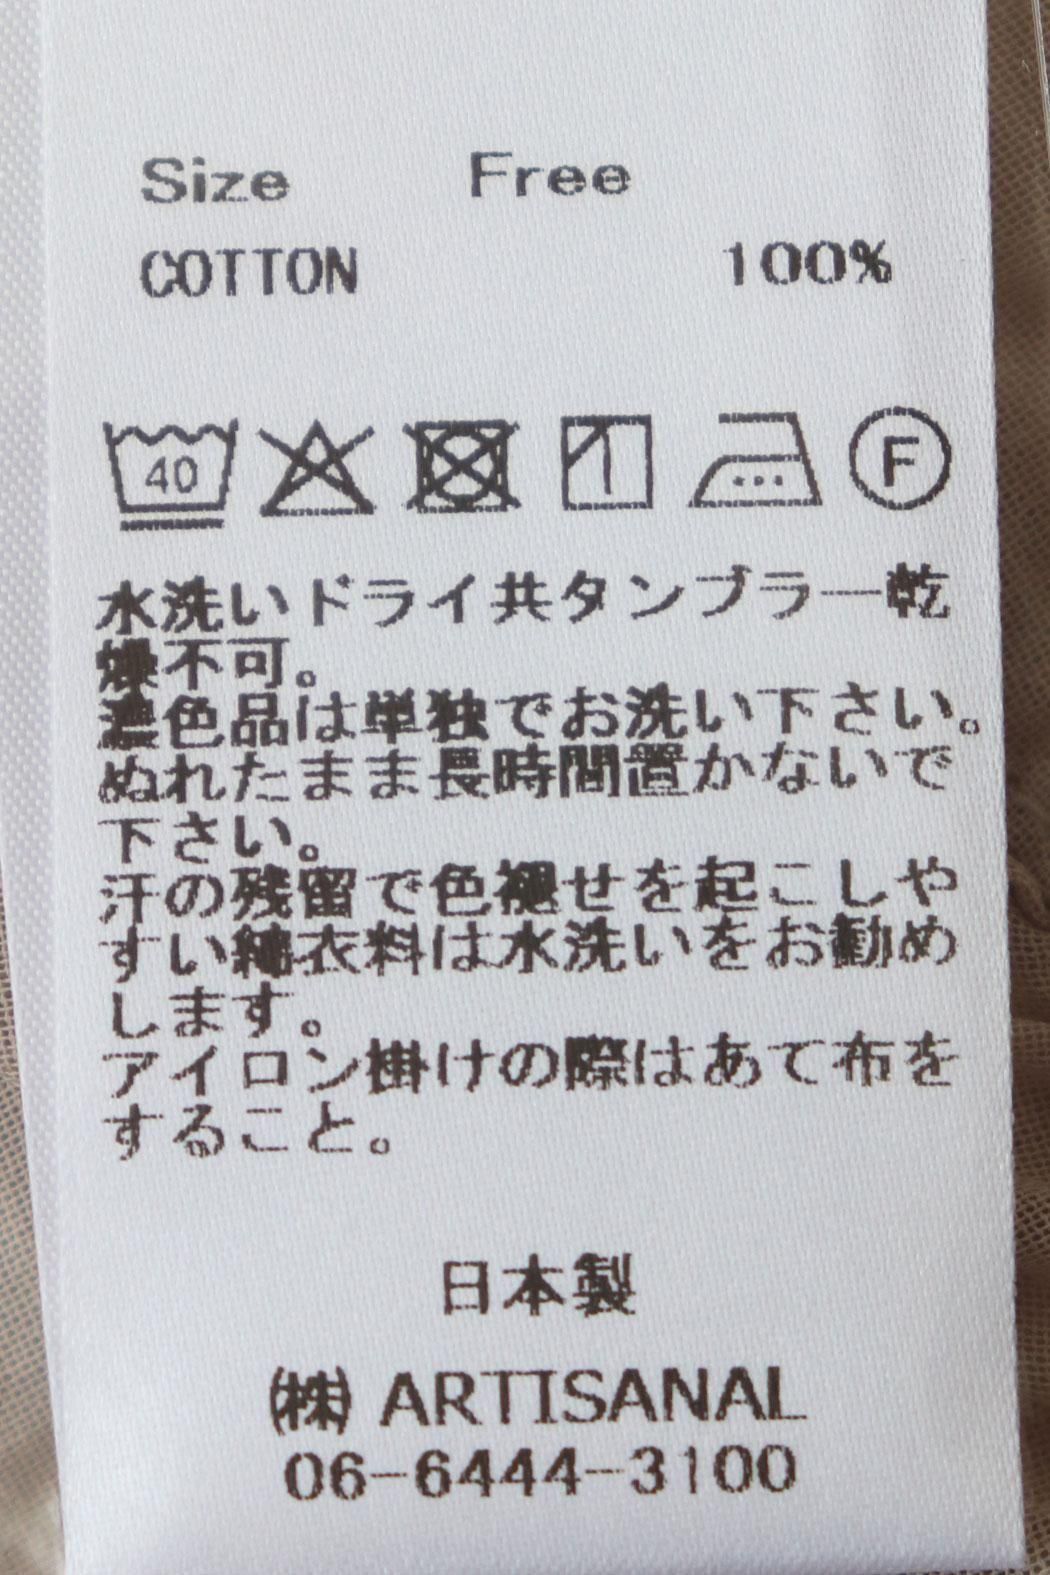 Size Free
COTTON 100%
40 F
水洗いドライ共タンブラー乾
燥不可。
濃色品は単独でお洗い下さい。
ぬれたまま長時間置かないで
下さい。
汗の残留で色褪せを起こしや
すい綿衣料は水洗いをお勧め
します。
アイロン掛けの際はあて布を
すること。
日本製
㈱ ARTISANAL
06-6444-3100